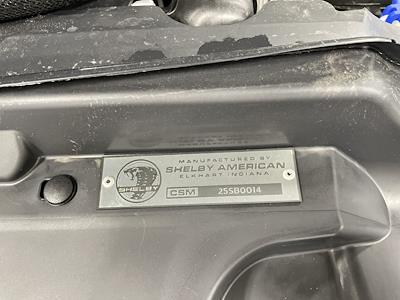 MANUFACTURED BY
SHELBY AMERICAN
ELKHART INDIANA
SHELBY
CSM 25SB0014